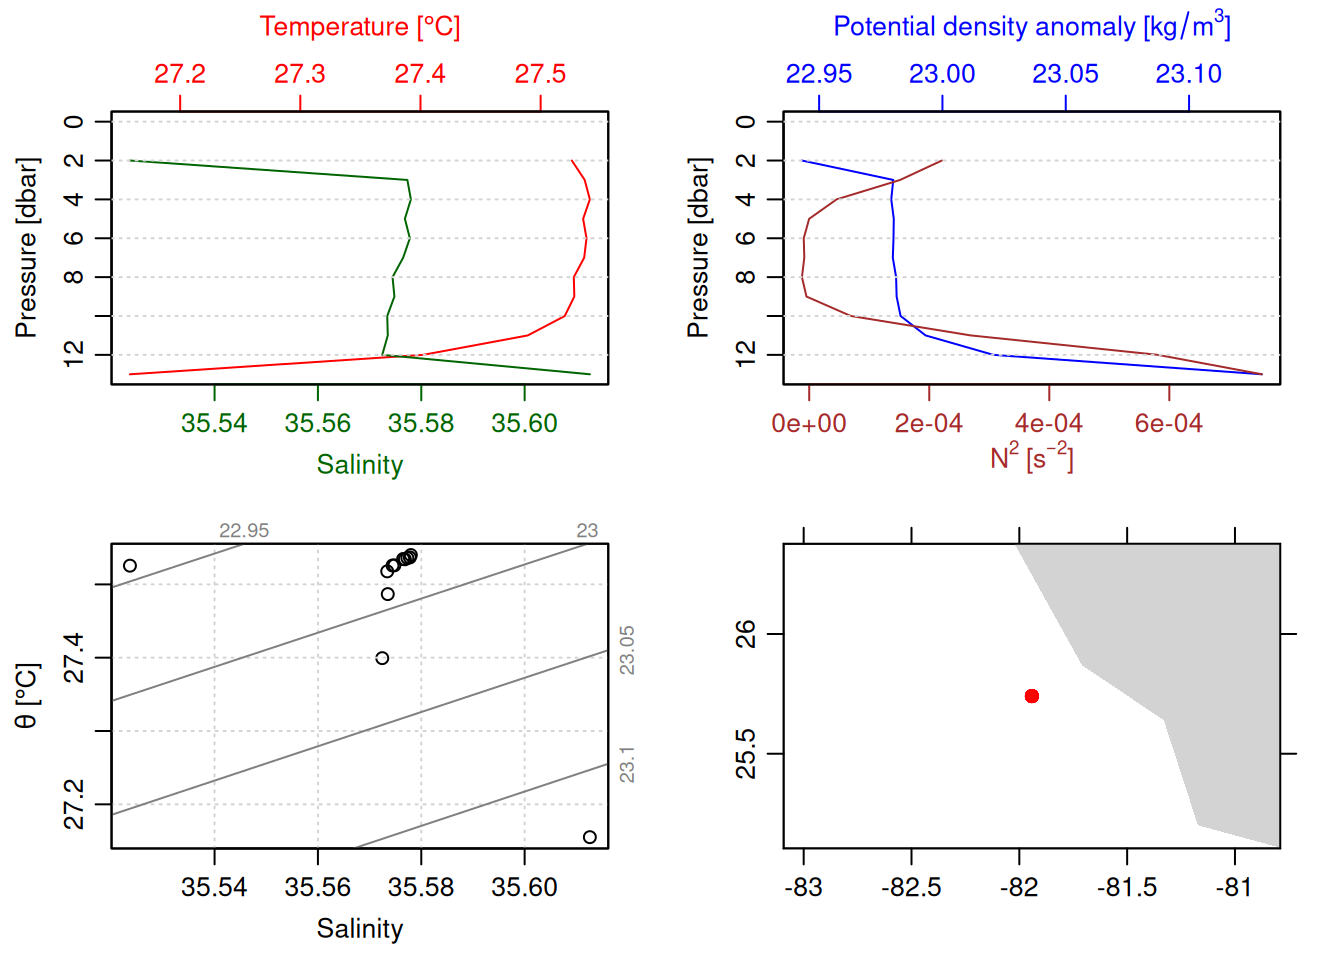 Temperature [°C]
27.2 27.3 27.4 27.5
Pressure [dbar]
0
2
4
6
8
12
35.54 35.56 35.58 35.60
Salinity
Potential density anomaly [kg/m³]
22.95 23.00 23.05 23.10
Pressure [dbar]
0
2
4
6
8
12
0e+00 2e-04 4e-04 6e-04
N² [s⁻²]
22.95 23
23.05
23.1
θ [°C]
27.4
27.2
35.54 35.56 35.58 35.60
Salinity
26
25.5
-83 -82.5 -82 -81.5 -81